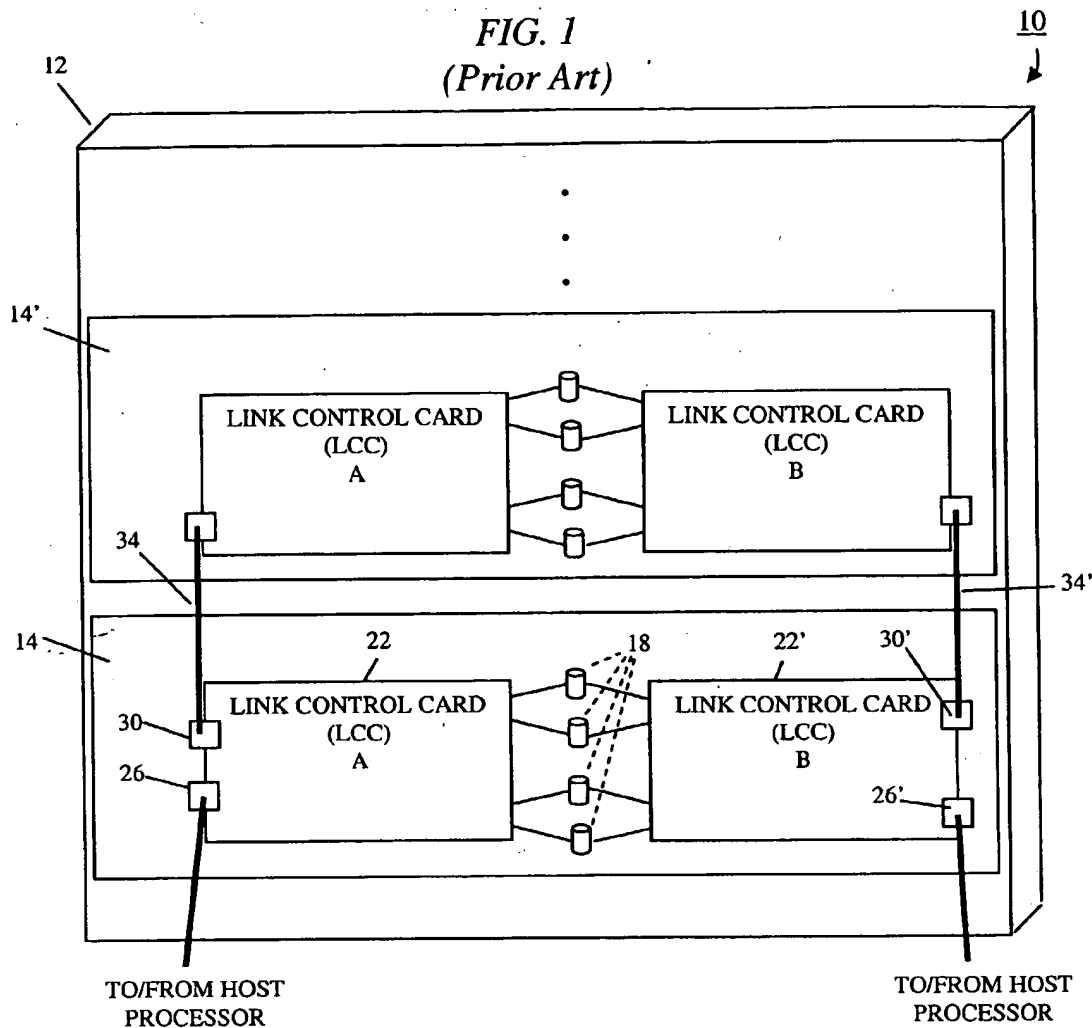 FIG. 1
(Prior Art)
10
12
14'
LINK CONTROL CARD
(LCC)
A
LINK CONTROL CARD
(LCC)
B
34
34'
14
22
18
22'
30'
LINK CONTROL CARD
(LCC)
A
LINK CONTROL CARD
(LCC)
B
30
26
26'
TO/FROM HOST
PROCESSOR
TO/FROM HOST
PROCESSOR